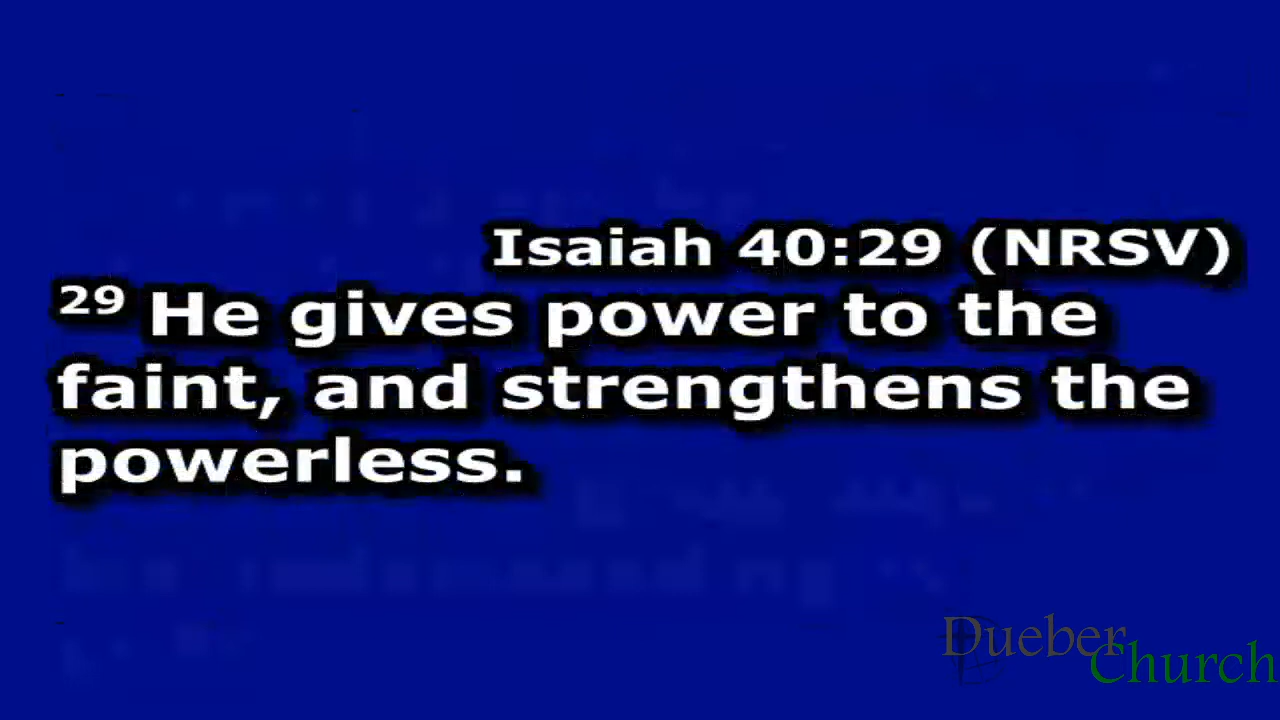 Isaiah 40:29 (NRSV)
29 He gives power to the
faint, and strengthens the
powerless.
Dueber
Church